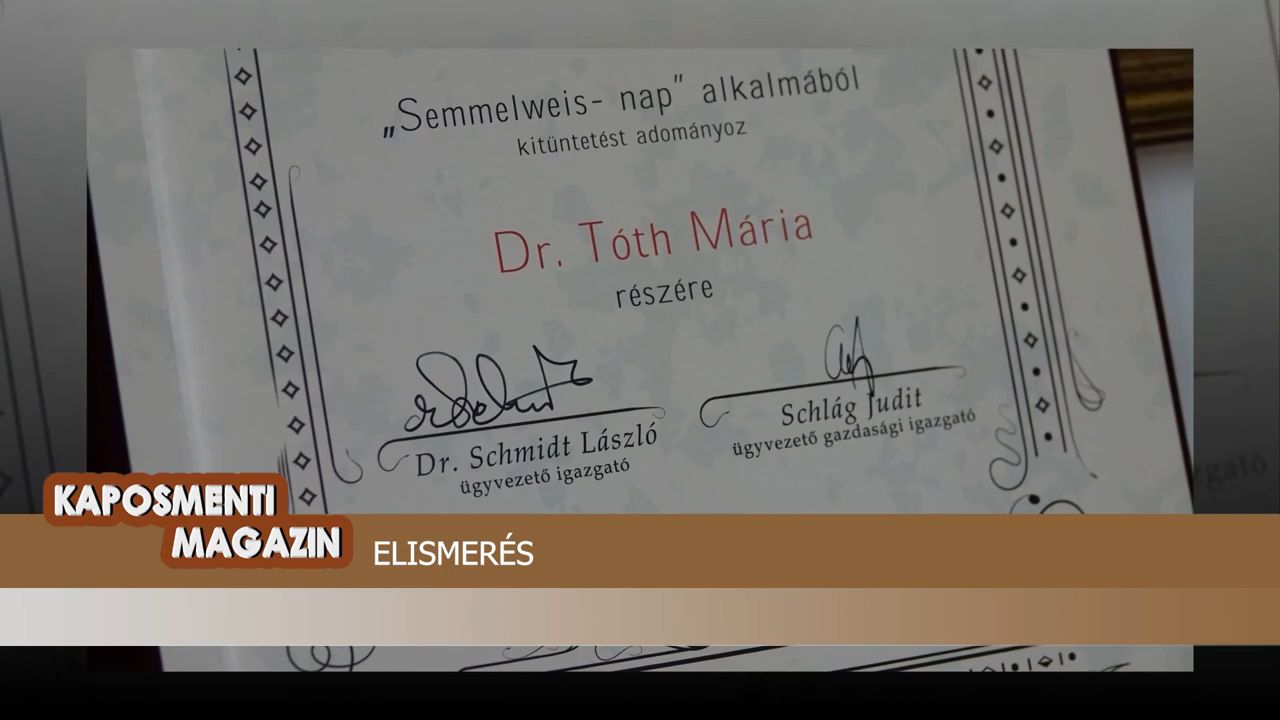 „Semmelweis- nap” alkalmából
kitüntetést adományoz
Dr. Tóth Mária
részére
Dr. Schmidt László
ügyvezető igazgató
Schlág Judit
ügyvezető gazdasági igazgató
KAPOSMENTI
MAGAZIN
ELISMERÉS